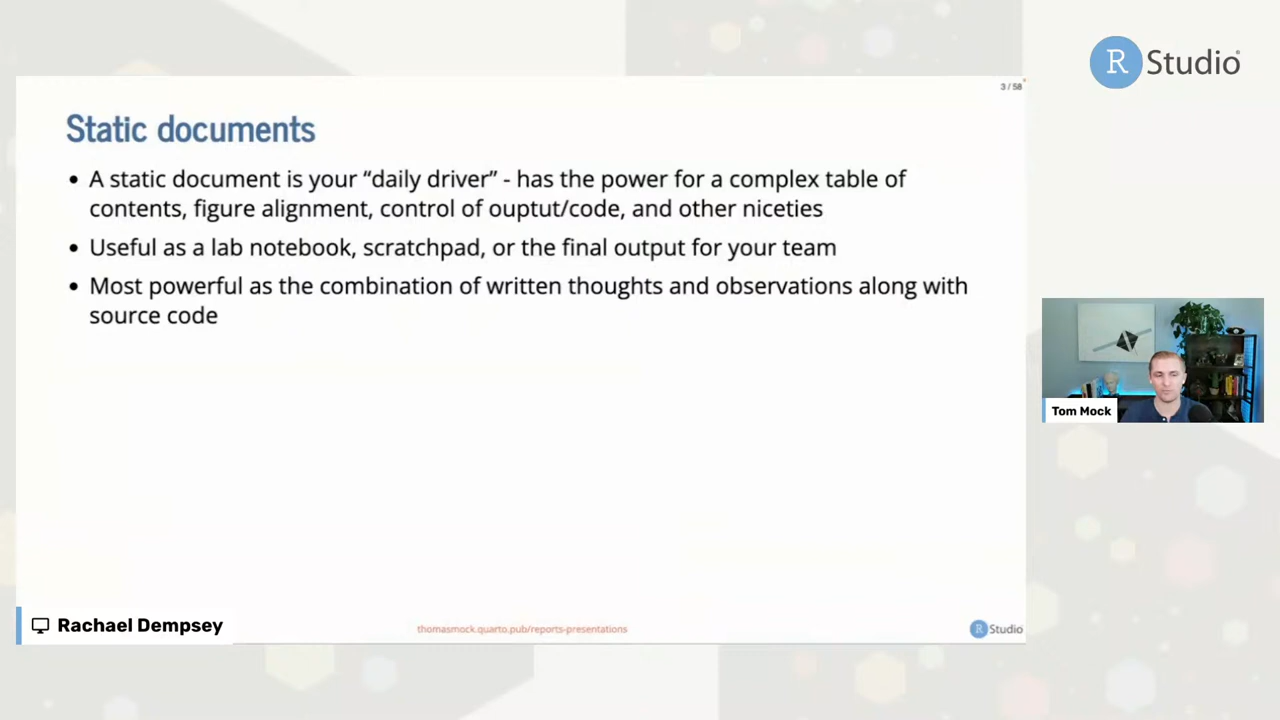 R Studio
3 / 58
Static documents
• A static document is your “daily driver” - has the power for a complex table of
contents, figure alignment, control of ouptut/code, and other niceties
• Useful as a lab notebook, scratchpad, or the final output for your team
• Most powerful as the combination of written thoughts and observations along with
source code
Tom Mock
Rachael Dempsey
thomasmock.quarto.pub/reports-presentations
R Studio